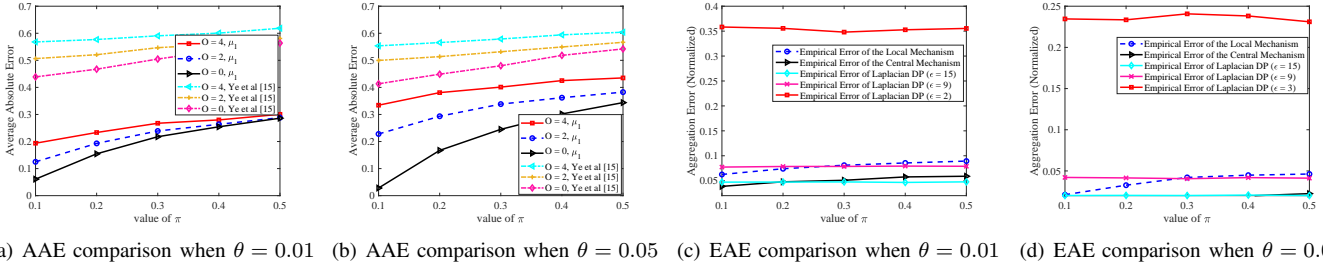 Average Absolute Error
0.7
0.6
0.5
0.4
0.3
0.2
0.1
0
0.1 0.2 0.3 0.4 0.5
value of π
O = 4, μ1
O = 2, μ1
O = 0, μ1
O = 4, Ye et al [15]
O = 2, Ye et al [15]
O = 0, Ye et al [15]
(a) AAE comparison when θ = 0.01
Average Absolute Error
0.7
0.6
0.5
0.4
0.3
0.2
0.1
0
0.1 0.2 0.3 0.4 0.5
value of π
O = 4, μ1
O = 2, μ1
O = 0, μ1
O = 4, Ye et al [15]
O = 2, Ye et al [15]
O = 0, Ye et al [15]
(b) AAE comparison when θ = 0.05
Aggregation Error (Normalized)
0.4
0.35
0.3
0.25
0.2
0.15
0.1
0.05
0.1 0.2 0.3 0.4 0.5
value of π
Empirical Error of the Local Mechanism
Empirical Error of the Central Mechanism
Empirical Error of Laplacian DP (ϵ = 15)
Empirical Error of Laplacian DP (ϵ = 9)
Empirical Error of Laplacian DP (ϵ = 2)
(c) EAE comparison when θ = 0.01
Aggregation Error (Normalized)
0.25
0.2
0.15
0.1
0.05
0.1 0.2 0.3 0.4 0.5
value of π
Empirical Error of the Local Mechanism
Empirical Error of the Central Mechanism
Empirical Error of Laplacian DP (ϵ = 15)
Empirical Error of Laplacian DP (ϵ = 9)
Empirical Error of Laplacian DP (ϵ = 3)
(d) EAE comparison when θ =